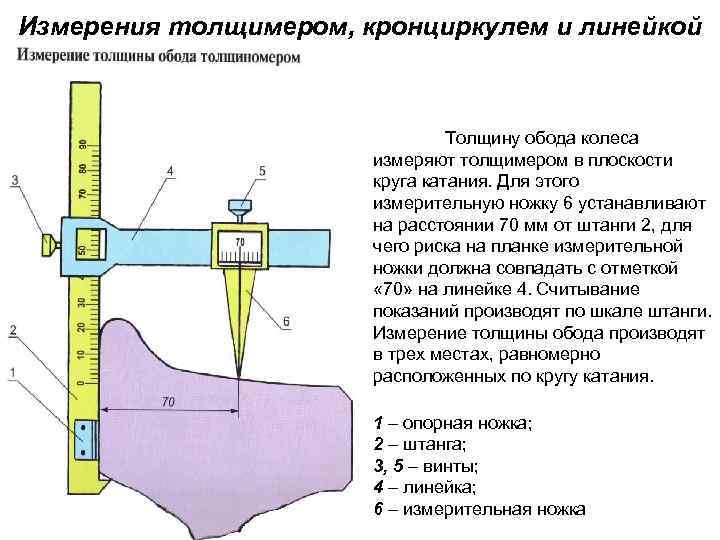 Измерения толщимером, кронциркулем и линейкой
Измерение толщины обода толщиномером
Толщину обода колеса
измеряют толщимером в плоскости
круга катания. Для этого
измерительную ножку 6 устанавливают
на расстоянии 70 мм от штанги 2, для
чего риска на планке измерительной
ножки должна совпадать с отметкой
«70» на линейке 4. Считывание
показаний производят по шкале штанги.
Измерение толщины обода производят
в трех местах, равномерно
расположенных по кругу катания.
1 – опорная ножка;
2 – штанга;
3, 5 – винты;
4 – линейка;
6 – измерительная ножка
90
80
70
50
40
30
20
10
0
3
4
5
70
6
2
1
70